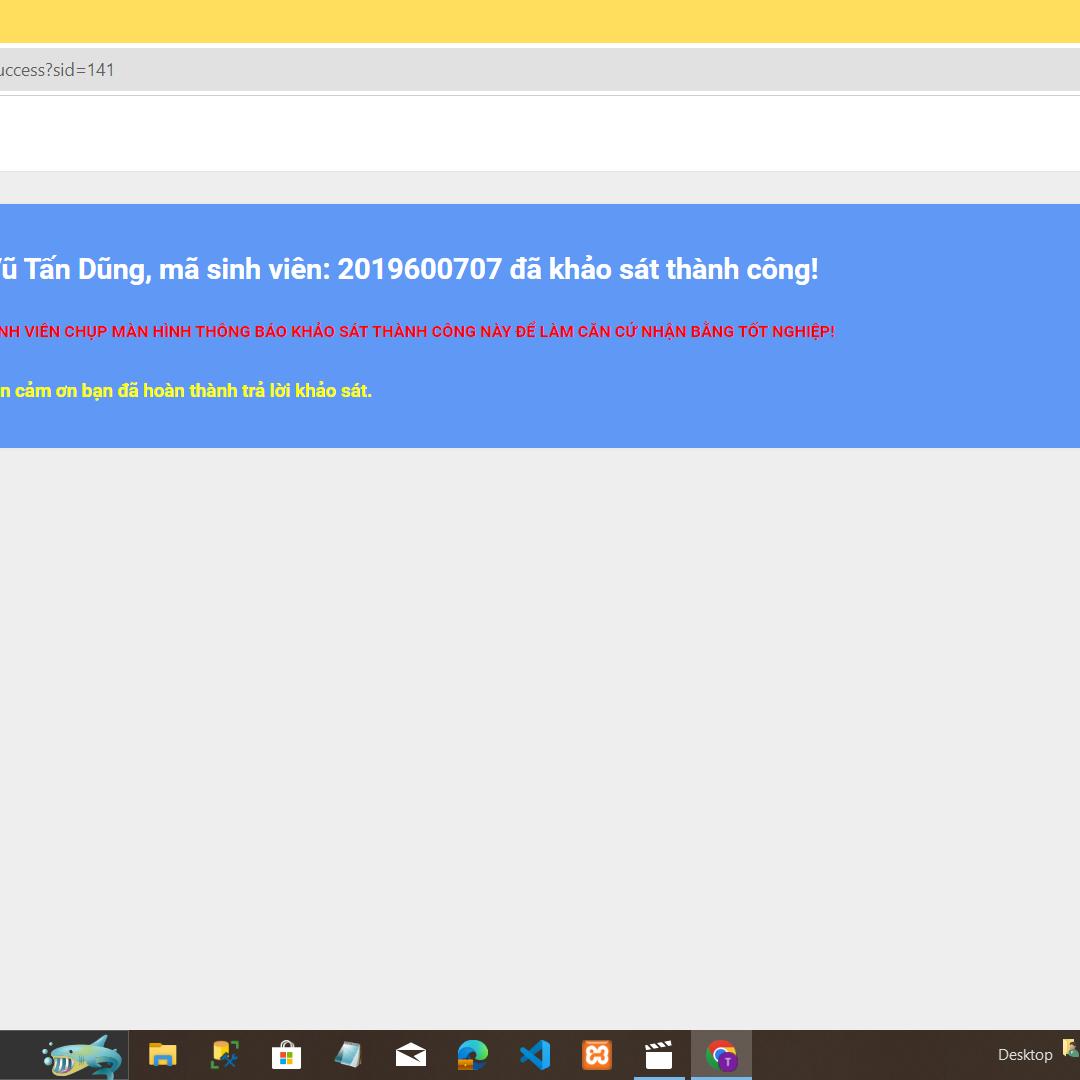 uccess?sid=141
Vũ Tấn Dũng, mã sinh viên: 2019600707 đã khảo sát thành công!
NH VIÊN CHỤP MÀN HÌNH THÔNG BÁO KHẢO SÁT THÀNH CÔNG NÀY ĐỂ LÀM CĂN CỨ NHẬN BẰNG TỐT NGHIỆP!
n cảm ơn bạn đã hoàn thành trả lời khảo sát.
T
Desktop